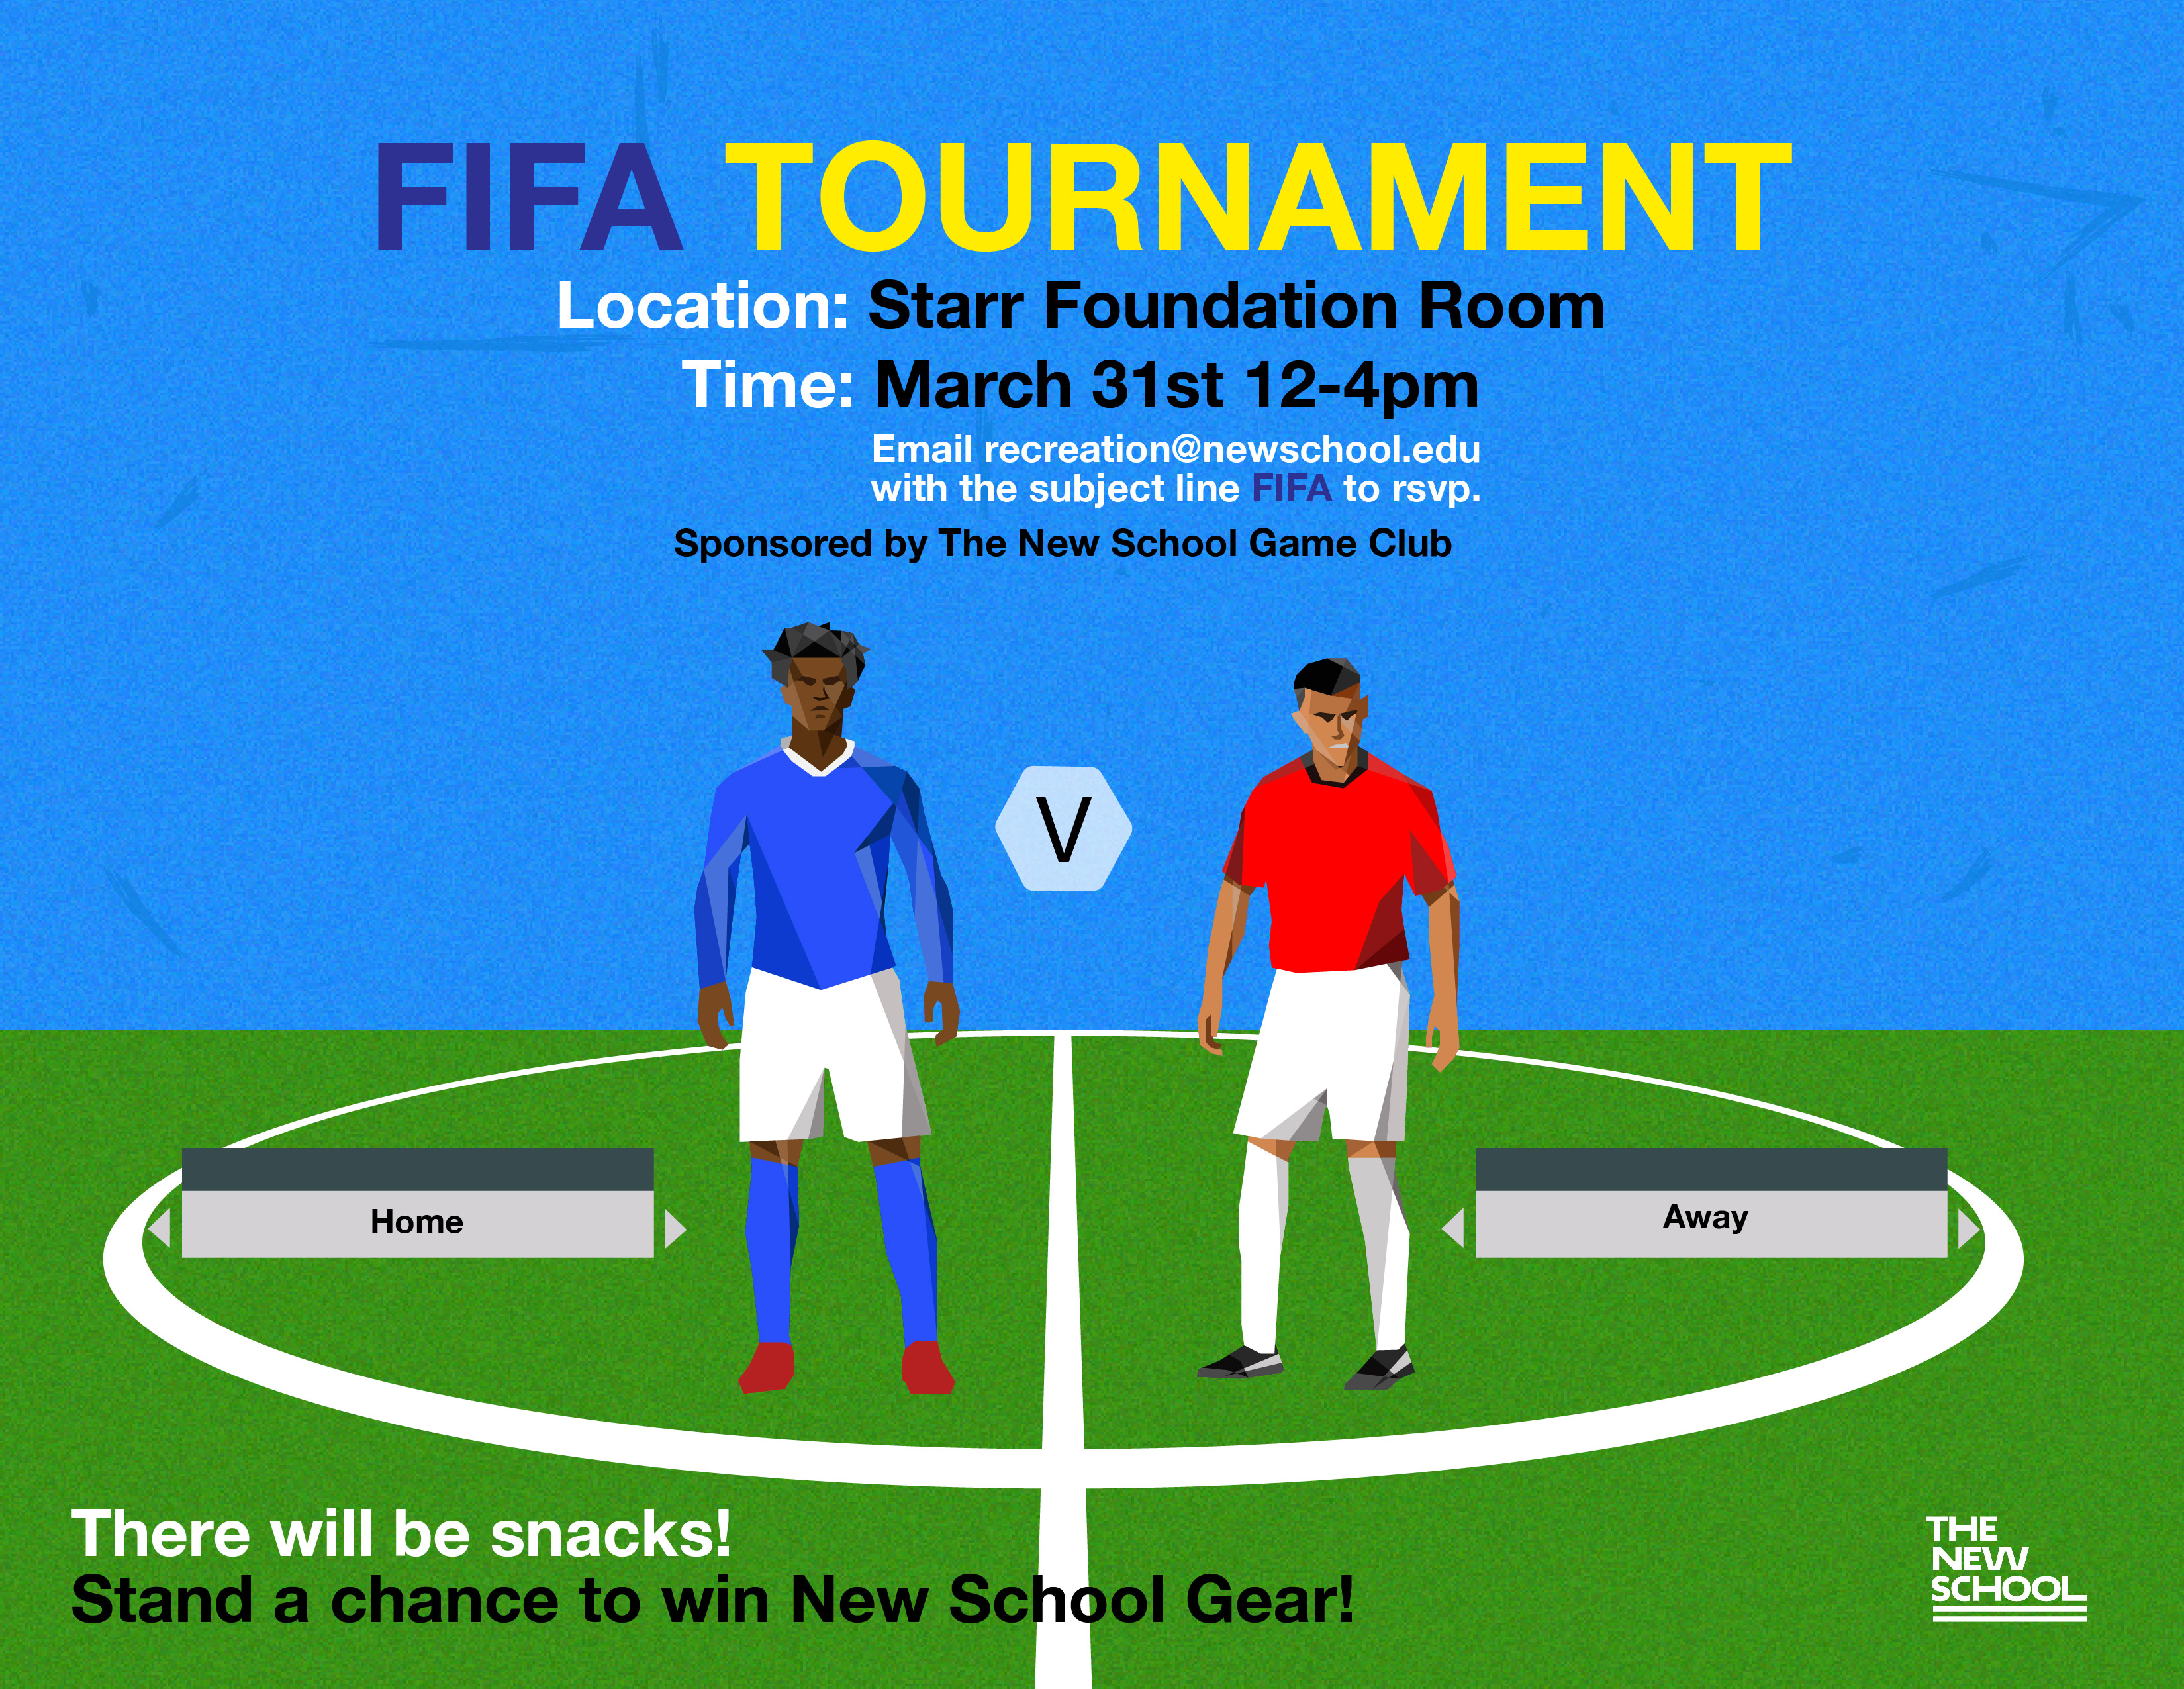 FIFA TOURNAMENT
Location: Starr Foundation Room
Time: March 31st 12-4pm
Email recreation@newschool.edu
with the subject line FIFA to rsvp.
Sponsored by The New School Game Club
V
Home
Away
There will be snacks!
Stand a chance to win New School Gear!
THE
NEW
SCHOOL